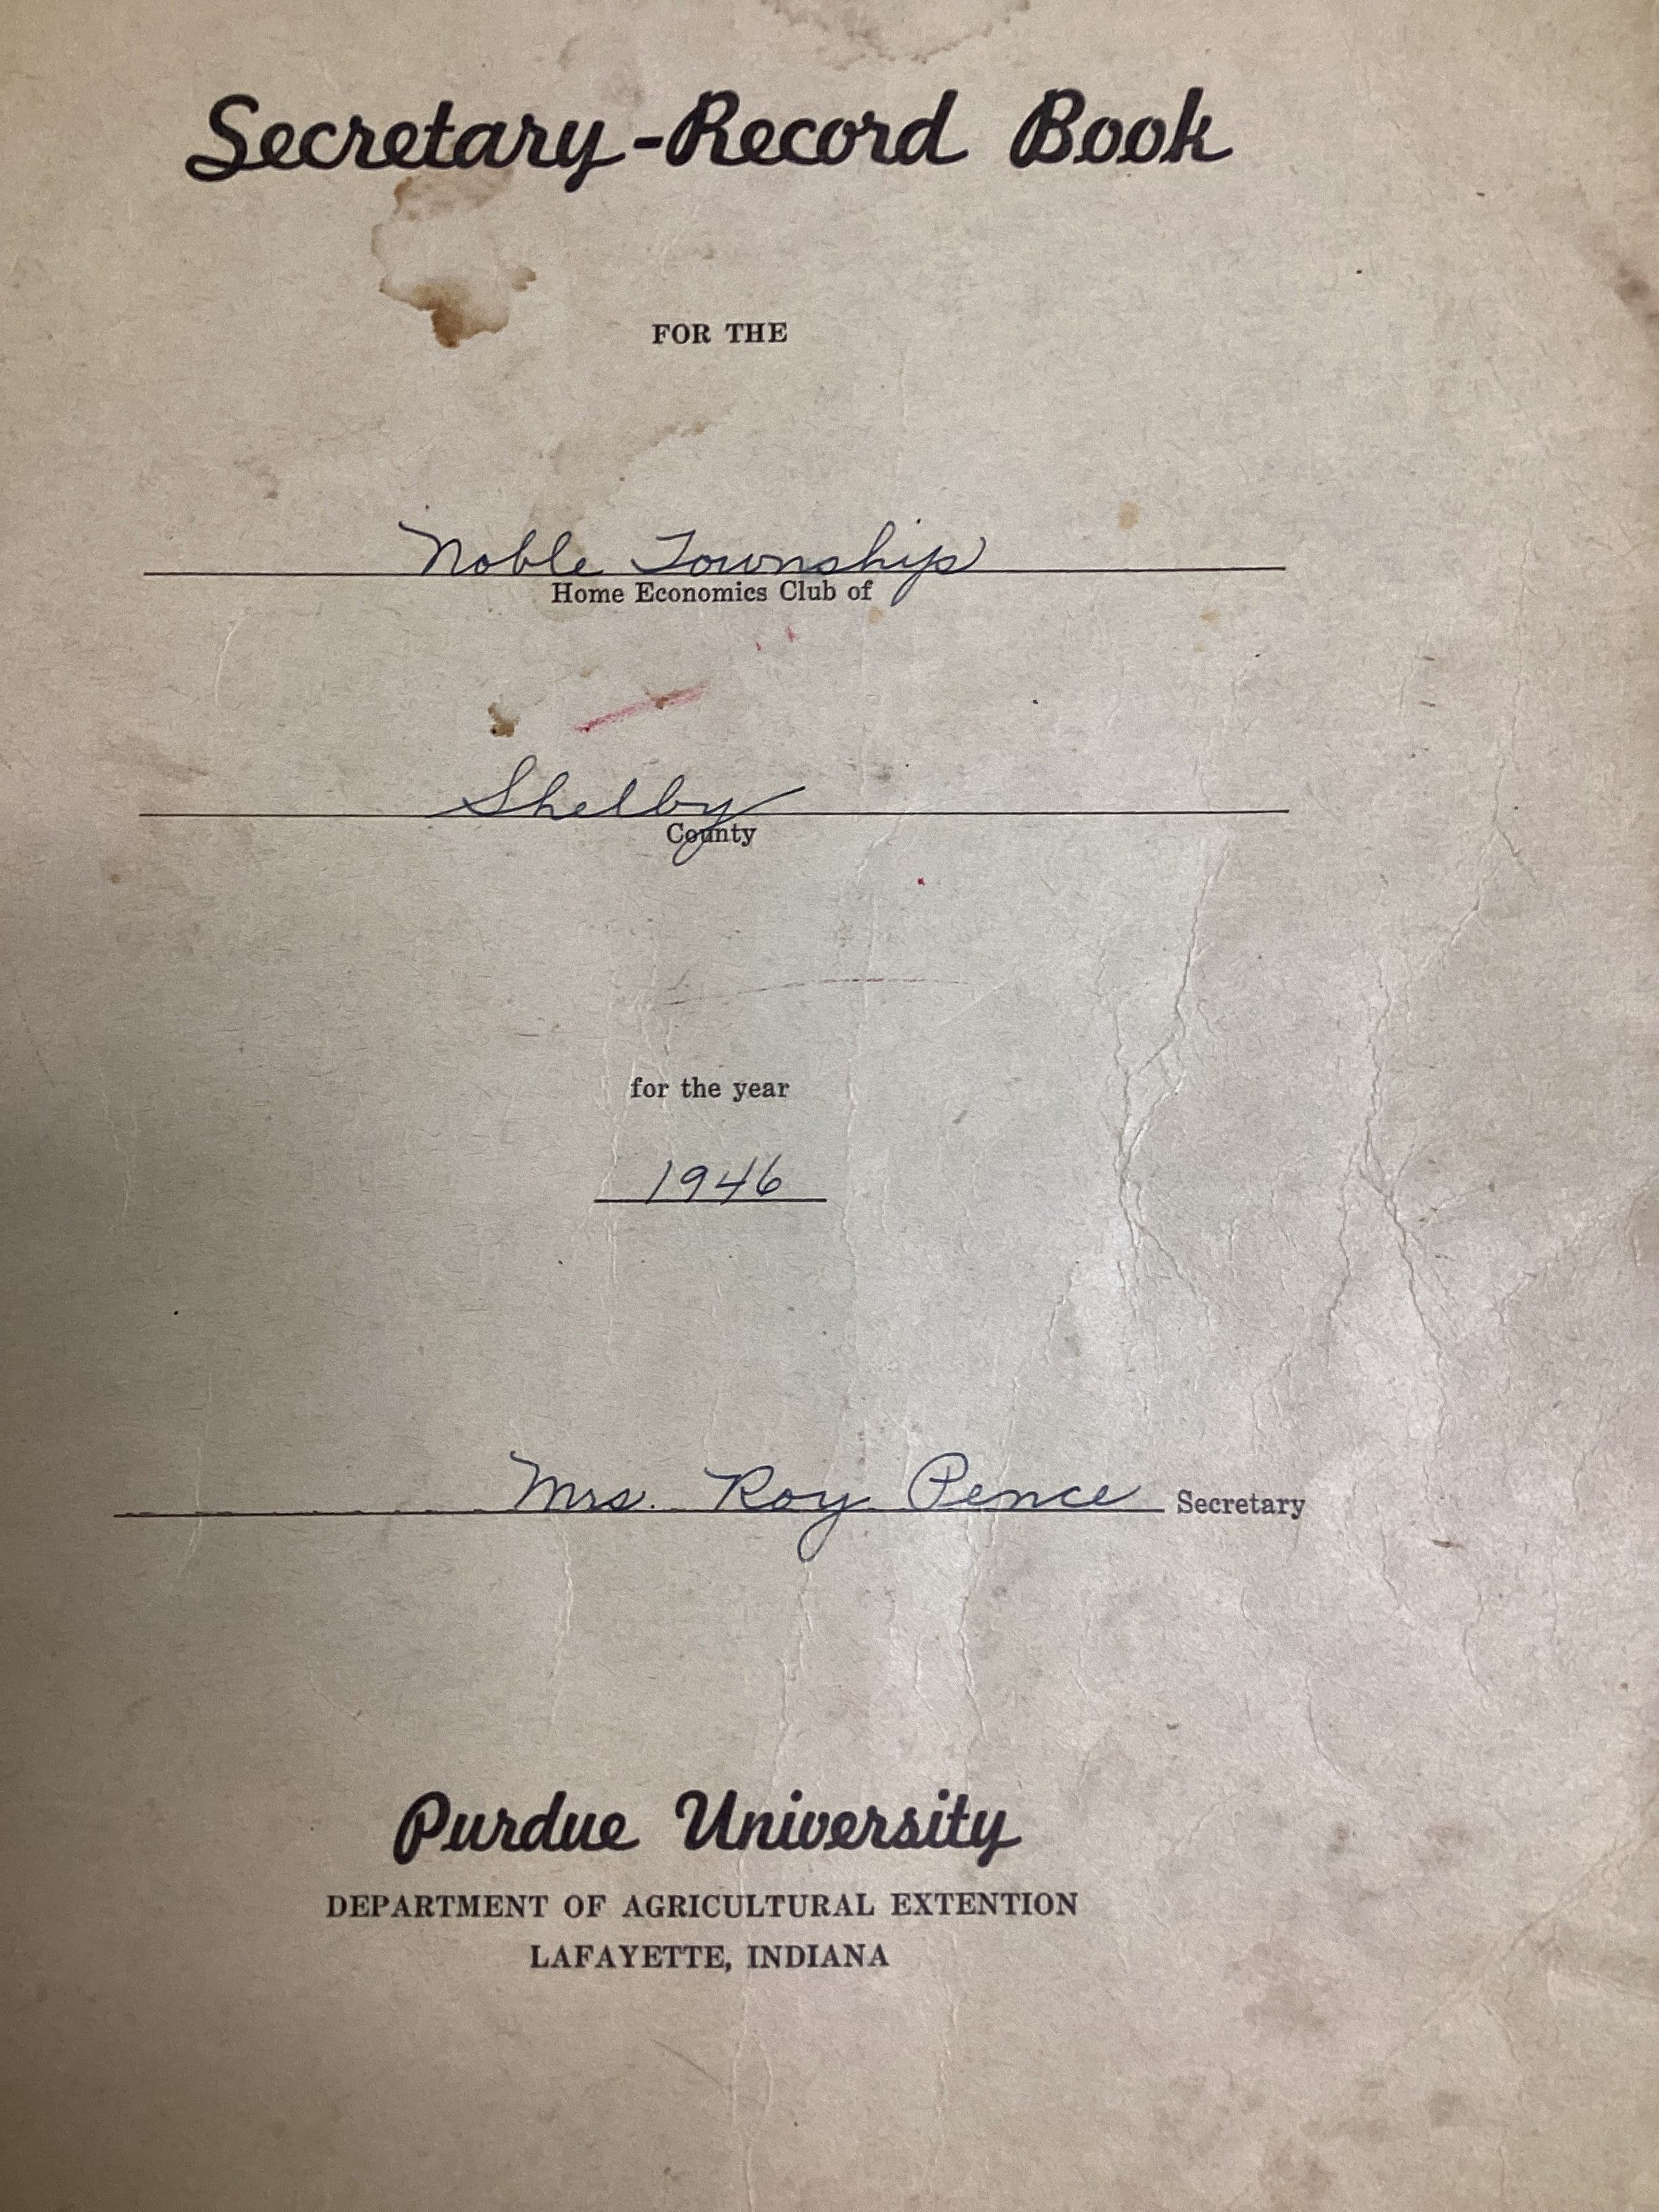 Secretary-Record Book
FOR THE
Noble Township
Home Economics Club of
Shelby
County
for the year
1946
Mrs. Roy Pence Secretary
Purdue University
DEPARTMENT OF AGRICULTURAL EXTENTION
LAFAYETTE, INDIANA